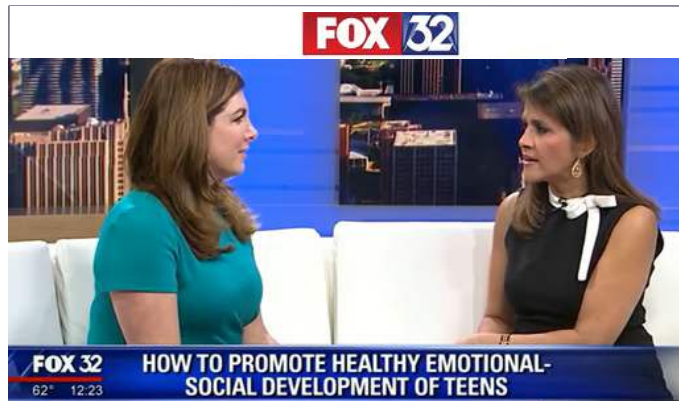 FOX 32
FOX 32
62° 12:23
HOW TO PROMOTE HEALTHY EMOTIONAL-
SOCIAL DEVELOPMENT OF TEENS